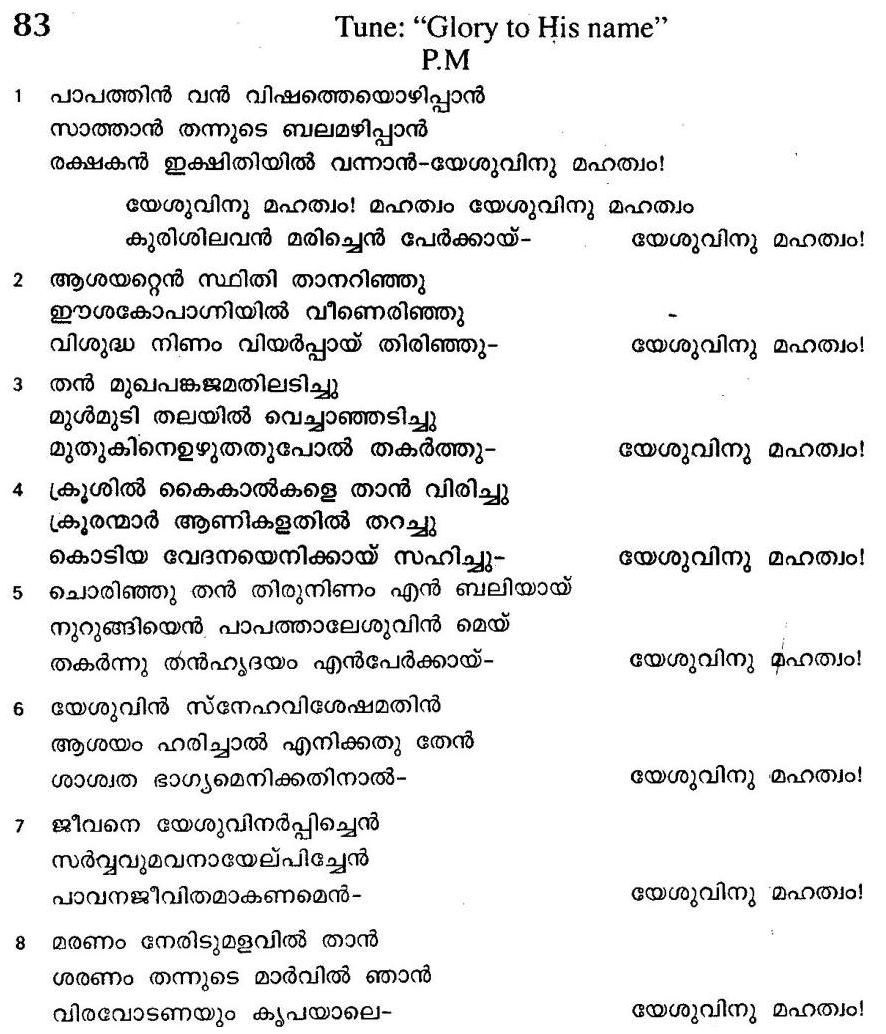 83 Tune: “Glory to His name”
P.M
1 പാപത്തിൻ വൻ വിഷത്തെയൊഴിപ്പാൻ
സാത്താൻ തന്നുടെ ബലമഴിപ്പാൻ
രക്ഷകൻ ഇക്ഷിതിയിൽ വന്നാൻ-യേശുവിനു മഹത്വം!
യേശുവിനു മഹത്വം! മഹത്വം യേശുവിനു മഹത്വം
കുരിശിലവൻ മരിച്ചെൻ പേർക്കായ്- യേശുവിനു മഹത്വം!
2 ആശയറ്റെൻ സ്ഥിതി താനറിഞ്ഞു
ഈശകോപാഗ്നിയിൽ വീണെരിഞ്ഞു
വിശുദ്ധ നിണം വിയർപ്പായ് തിരിഞ്ഞു- യേശുവിനു മഹത്വം!
3 തൻ മുഖപങ്കജമതിലടിച്ചു
മുൾമുടി തലയിൽ വെച്ചാഞ്ഞടിച്ചു
മുതുകിനെഉഴുതതുപോൽ തകർത്തു- യേശുവിനു മഹത്വം!
4 ക്രൂശിൽ കൈകാൽകളെ താൻ വിരിച്ചു
ക്രൂരന്മാർ ആണികളതിൽ തറച്ചു
കൊടിയ വേദനയെനിക്കായ് സഹിച്ചു- യേശുവിനു മഹത്വം!
5 ചൊരിഞ്ഞു തൻ തിരുനിണം എൻ ബലിയായ്
നുറുങ്ങിയെൻ പാപത്താലേശുവിൻ മെയ്
തകർന്നു തൻഹൃദയം എൻപേർക്കായ്- യേശുവിനു മഹത്വം!
6 യേശുവിൻ സ്നേഹവിശേഷമതിൻ
ആശയം ഹരിച്ചാൽ എനിക്കതു തേൻ
ശാശ്വത ഭാഗ്യമെനിക്കതിനാൽ- യേശുവിനു മഹത്വം!
7 ജീവനെ യേശുവിനർപ്പിച്ചെൻ
സർവ്വവുമവനായേല്പിച്ചേൻ
പാവനജീവിതമാകണമെൻ- യേശുവിനു മഹത്വം!
8 മരണം നേരിടുമളവിൽ താൻ
ശരണം തന്നുടെ മാർവിൽ ഞാൻ
വിരവോടണയും കൃപയാലെ- യേശുവിനു മഹത്വം!